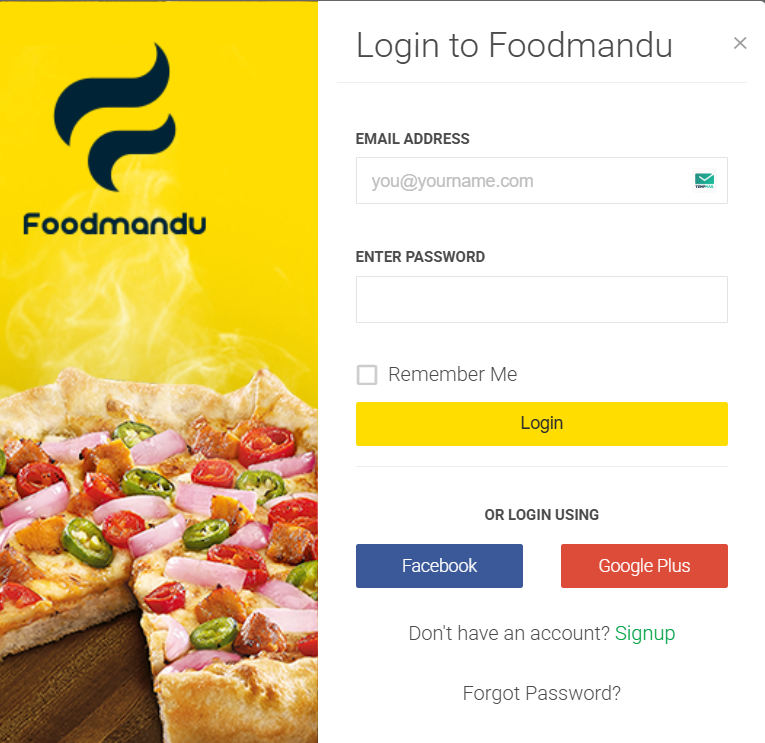 Foodmandu
Login to Foodmandu
EMAIL ADDRESS
you@yourname.com
ENTER PASSWORD
Remember Me
Login
OR LOGIN USING
Facebook
Google Plus
Don't have an account? Signup
Forgot Password?